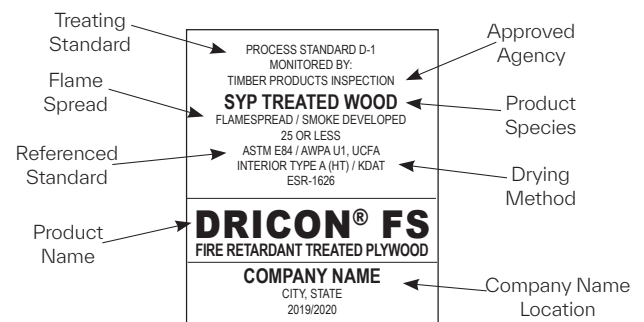 Treating
Standard
Flame
Spread
Referenced
Standard
Product
Name
PROCESS STANDARD D-1
MONITORED BY:
TIMBER PRODUCTS INSPECTION
SYP TREATED WOOD
FLAMESPREAD / SMOKE DEVELOPED
25 OR LESS
ASTM E84 / AWPA U1, UCFA
INTERIOR TYPE A (HT) / KDAT
ESR-1626
DRICON® FS
FIRE RETARDANT TREATED PLYWOOD
COMPANY NAME
CITY, STATE
2019/2020
Approved
Agency
Product
Species
Drying
Method
Company Name
Location